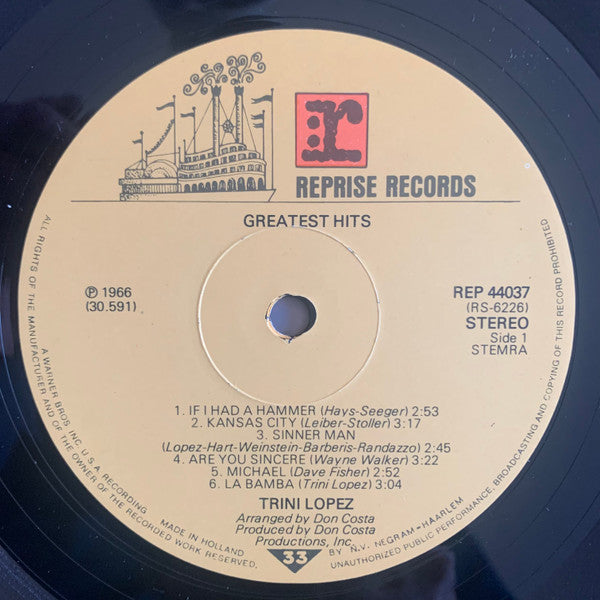 r
REPRISE RECORDS
GREATEST HITS
℗ 1966
(30.591)
REP 44037
(RS-6226)
STEREO
Side 1
STEMRA
1. IF I HAD A HAMMER (Hays-Seeger) 2:53
2. KANSAS CITY (Leiber-Stoller) 3:17
3. SINNER MAN
(Lopez-Hart-Weinstein-Barberis-Randazzo) 2:45
4. ARE YOU SINCERE (Wayne Walker) 3:22
5. MICHAEL (Dave Fisher) 2:52
6. LA BAMBA (Trini Lopez) 3:04
TRINI LOPEZ
Arranged by Don Costa
Produced by Don Costa
Productions, Inc.
33
ALL RIGHTS OF THE MANUFACTURER AND OF THE OWNER OF THE RECORDED WORK RESERVED,
UNAUTHORIZED PUBLIC PERFORMANCE, BROADCASTING AND COPYING OF THIS RECORD PROHIBITED
A WARNER BROS INC. U.S.A. RECORDING
MADE IN HOLLAND
BY N.V. NEGRAM-HAARLEM